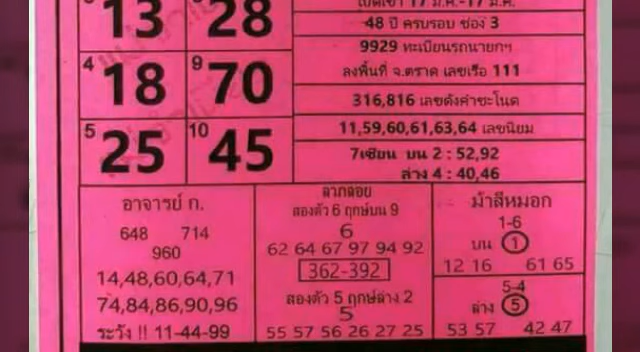 13 28
48 ปี ครบรอบ ช่อง 3
9929 ทะเบียนรถนายกฯ
ลงพื้นที่ จ.ตราด เลขเรือ 111
4 18 9 70
316,816 เลขดังคำชะโนด
11,59,60,61,63,64 เลขนิยม
5 25 10 45
7เซียน บน 2 : 52,92
ล่าง 4 : 40,46
อาจารย์ ก.
648 714
960
14,48,60,64,71
74,84,86,90,96
ระวัง !! 11-44-99
ลาภลอย
สองตัว 6 ฤกษ์บน 9
6
62 64 67 97 94 92
362-392
สองตัว 5 ฤกษ์ล่าง 2
5
55 57 56 26 27 25
ม้าสีหมอก
1-6
บน 1
12 16 61 65
5-4
ล่าง 5
53 57 42 47